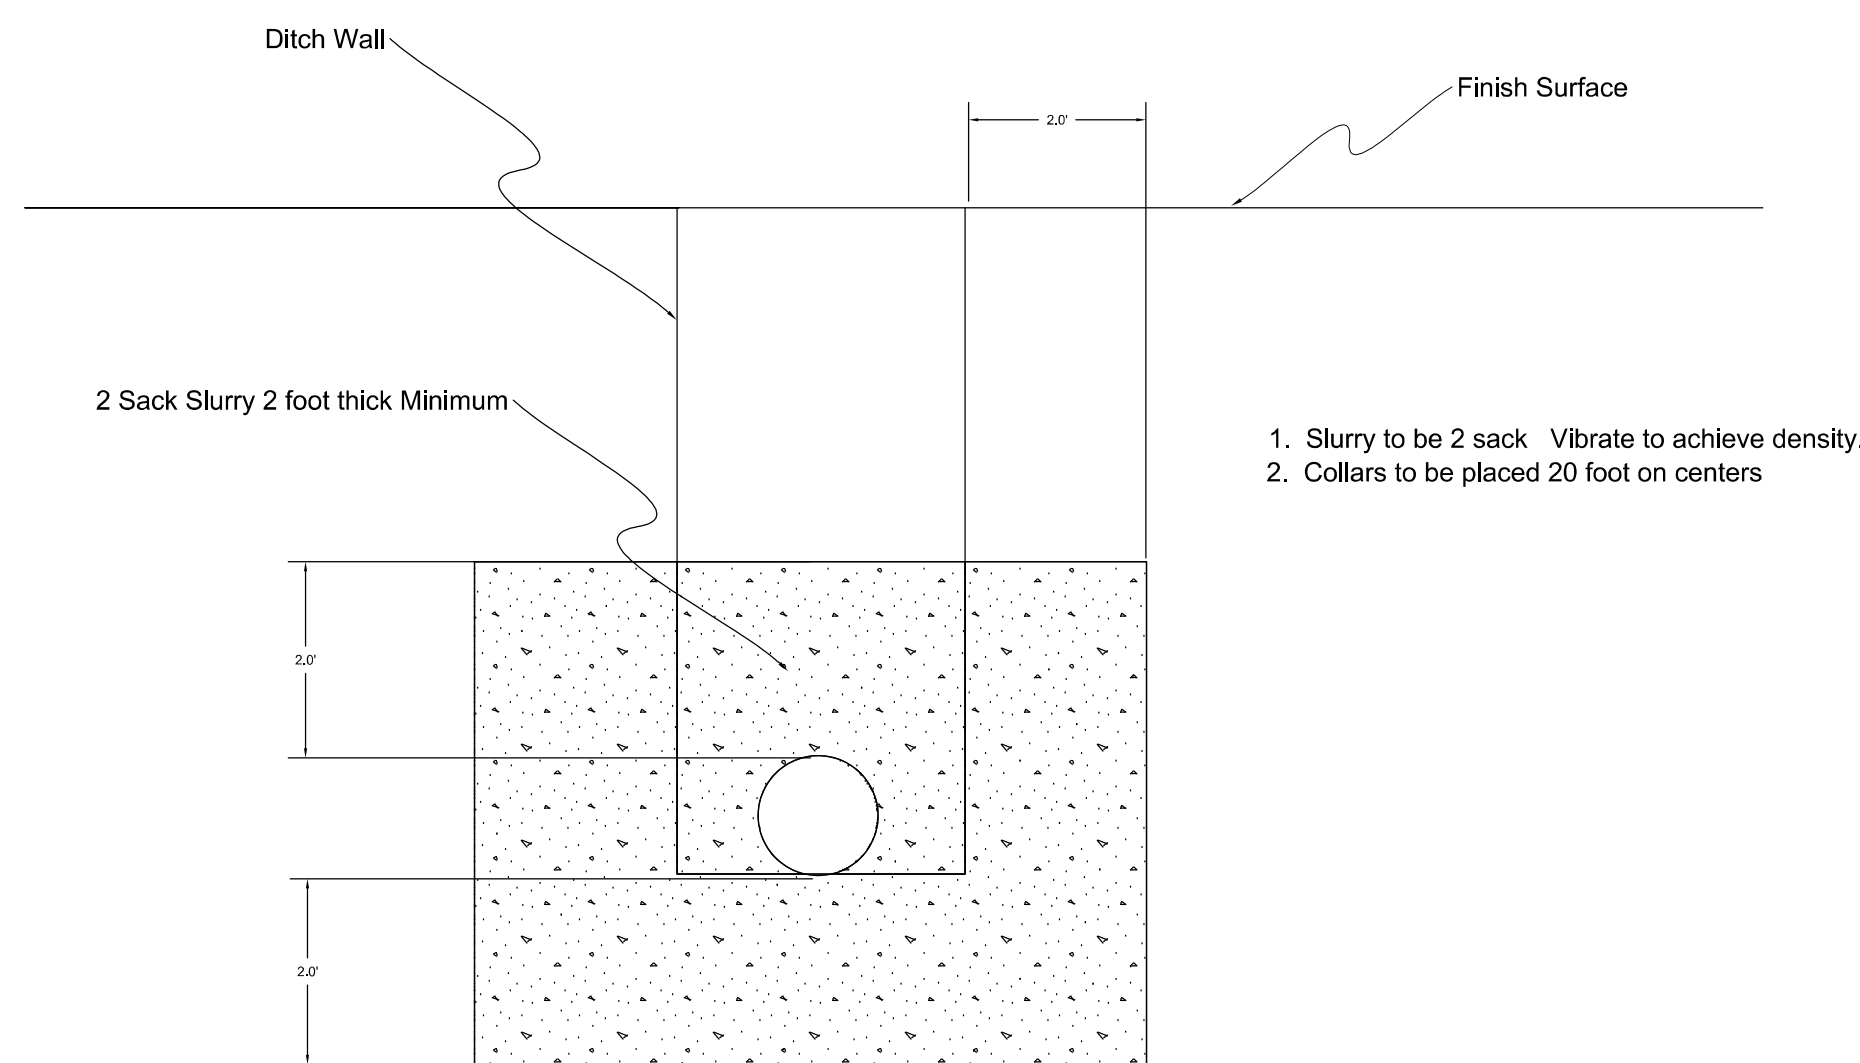 Ditch Wall
Finish Surface
2.0'
2 Sack Slurry 2 foot thick Minimum
1. Slurry to be 2 sack Vibrate to achieve density.
2. Collars to be placed 20 foot on centers
2.0'
2.0'